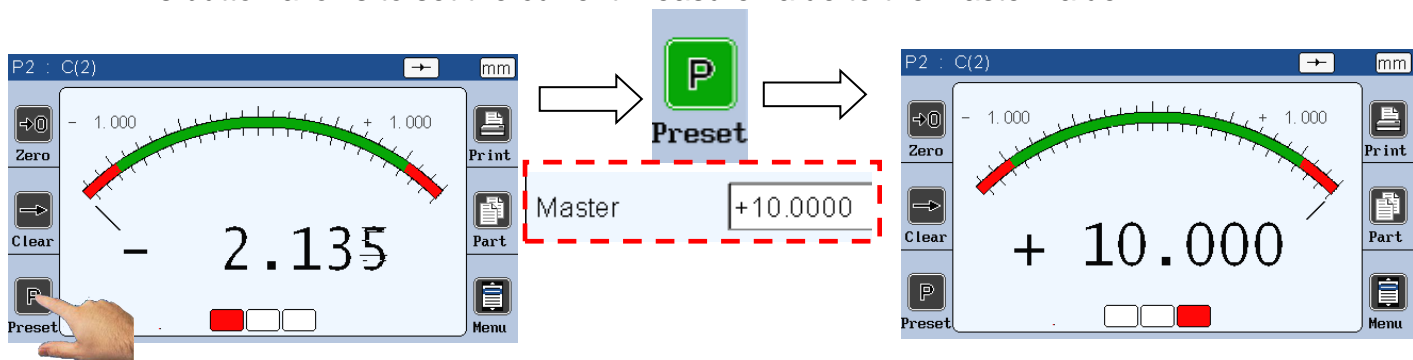 P2 : C(2) mm
- 1.000 + 1.000
Zero
Print
Clear
Part
- 2.135
P
Preset
Menu
P
Preset
Master +10.0000
P2 : C(2) mm
- 1.000 + 1.000
Zero
Print
Clear
Part
+ 10.000
P
Preset
Menu